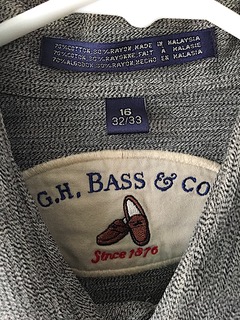 70% COTTON, 30% RAYON, MADE IN MALAYSIA
70% COTON, 30% RAYONNE, FAIT A MALASIE
70% ALGODON, 30% RAYON, HECHO EN MALASIA
16
32/33
G.H. BASS & CO
Since 1876